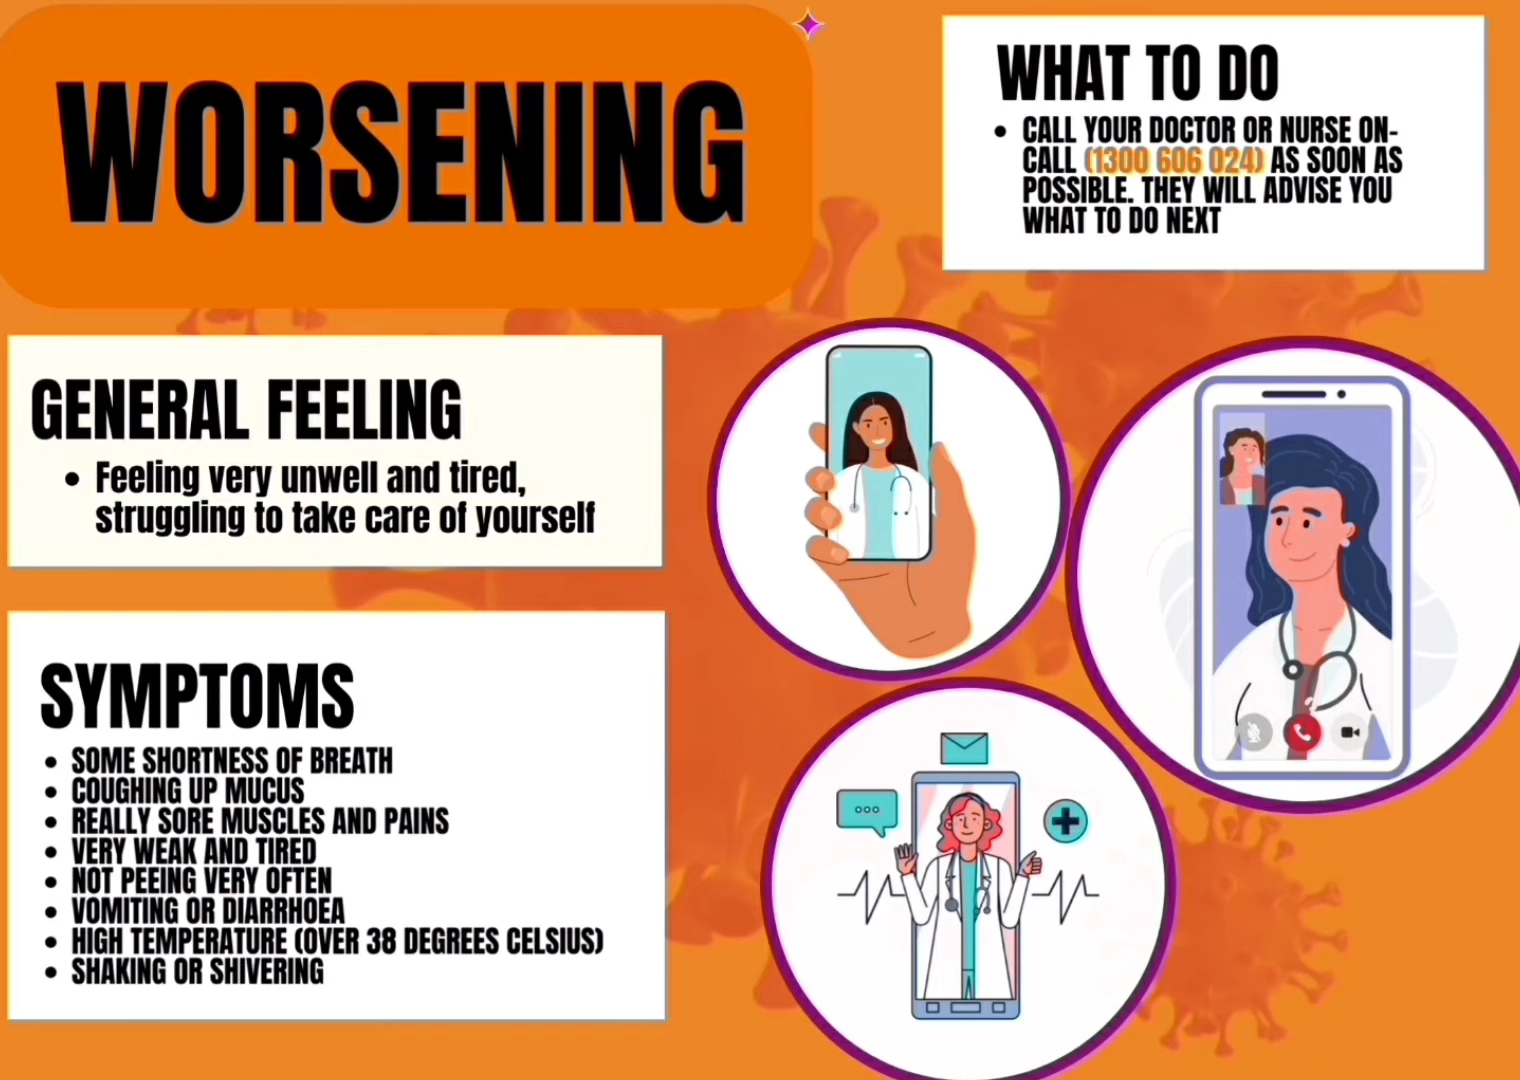 WORSENING
WHAT TO DO
• CALL YOUR DOCTOR OR NURSE ON-
CALL (1300 606 024) AS SOON AS
POSSIBLE. THEY WILL ADVISE YOU
WHAT TO DO NEXT
GENERAL FEELING
• Feeling very unwell and tired,
struggling to take care of yourself
SYMPTOMS
• SOME SHORTNESS OF BREATH
• COUGHING UP MUCUS
• REALLY SORE MUSCLES AND PAINS
• VERY WEAK AND TIRED
• NOT PEEING VERY OFTEN
• VOMITING OR DIARRHOEA
• HIGH TEMPERATURE (OVER 38 DEGREES CELSIUS)
• SHAKING OR SHIVERING